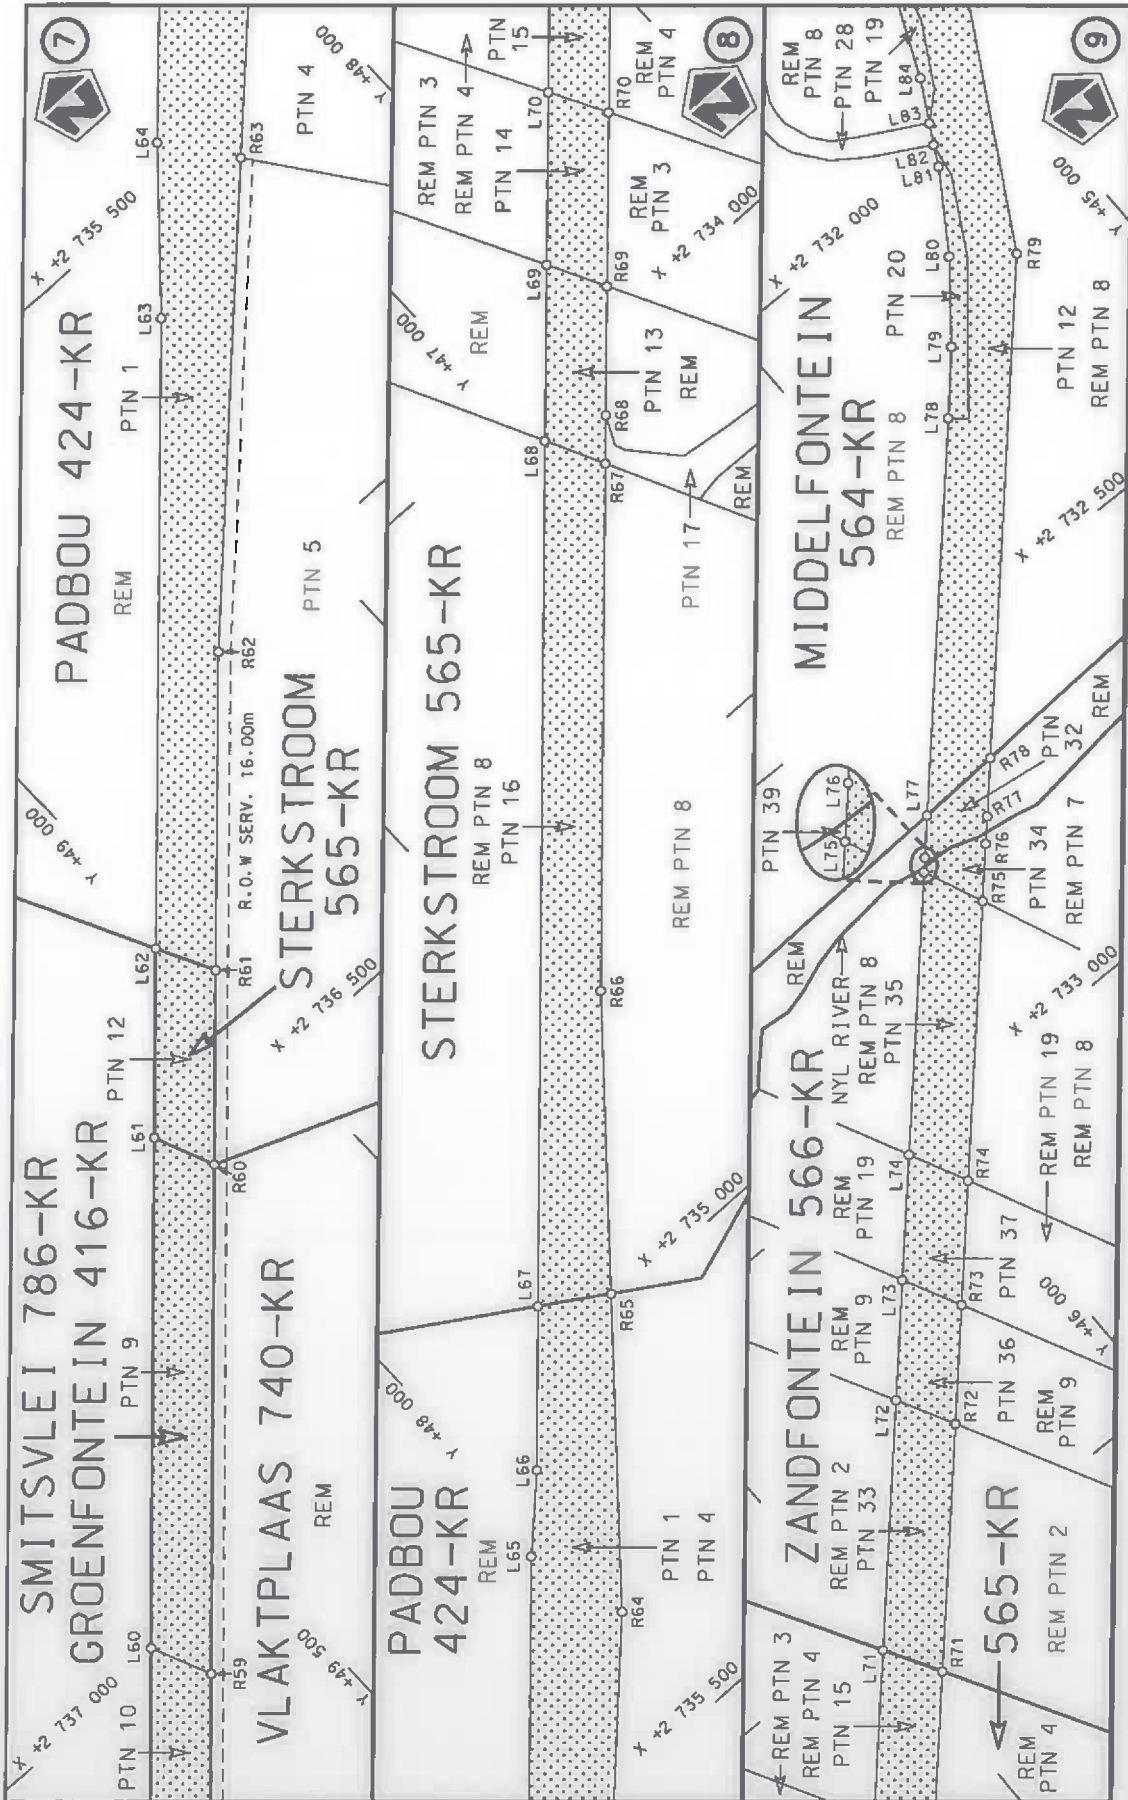 SMITSVLEI 786-KR
GROENFONTEIN 416-KR
PTN 9
PTN 12
PTN 10
X +2 737 000
Y +49 000
PADBOU 424-KR
REM
PTN 1
X +2 735 500
7
L60
L61
L62
L63
L64
R59
R60
R61
R62
R63
R.O.W SERV. 16.00m
VLAKTPLAAS 740-KR
REM
Y +49 500
STERKSTROOM
565-KR
X +2 736 500
PTN 5
PTN 4
Y +48 000
PADBOU
424-KR
REM
Y +48 000
STERKSTROOM 565-KR
REM PTN 8
PTN 16
Y +47 000
REM
REM PTN 3
REM PTN 4
PTN 14
PTN
15
L65
L66
L67
L68
L69
L70
R64
R65
R66
R67
R68
R69
R70
PTN 1
PTN 4
X +2 735 500
X +2 735 000
REM PTN 8
PTN 17
REM
PTN 13
REM
X +2 734 000
REM
PTN 3
REM
PTN 4
8
REM PTN 3
REM PTN 4
PTN 15
ZANDFONTEIN 566-KR
REM PTN 2
PTN 33
REM
PTN 9
REM
PTN 19
NYL RIVER
REM PTN 8
PTN 35
REM
PTN 39
L75
L76
MIDDELFONTEIN
564-KR
REM PTN 8
PTN 20
X +2 732 000
REM
PTN 8
PTN 28
PTN 19
L71
L72
L73
L74
L77
L78
L79
L80
L81
L82
L83
L84
R71
R72
R73
R74
R75
R76
R77
R78
R79
REM
PTN 4
565-KR
REM PTN 2
PTN 36
REM
PTN 9
Y +46 000
PTN 37
REM PTN 19
REM PTN 8
X +2 733 000
PTN 34
REM PTN 7
PTN
32
REM
X +2 732 500
PTN 12
REM PTN 8
Y +45 000
9